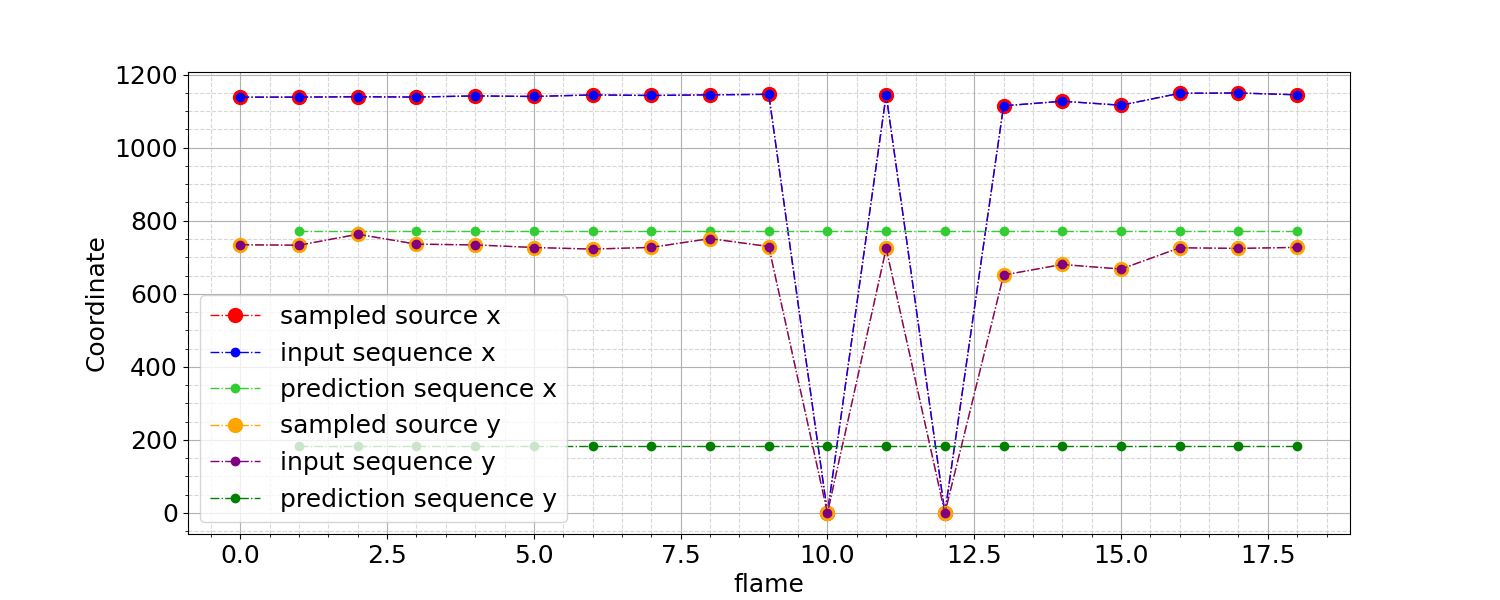 1200
1000
800
600
400
200
0
Coordinate
sampled source x
input sequence x
prediction sequence x
sampled source y
input sequence y
prediction sequence y
0.0 2.5 5.0 7.5 10.0 12.5 15.0 17.5
flame